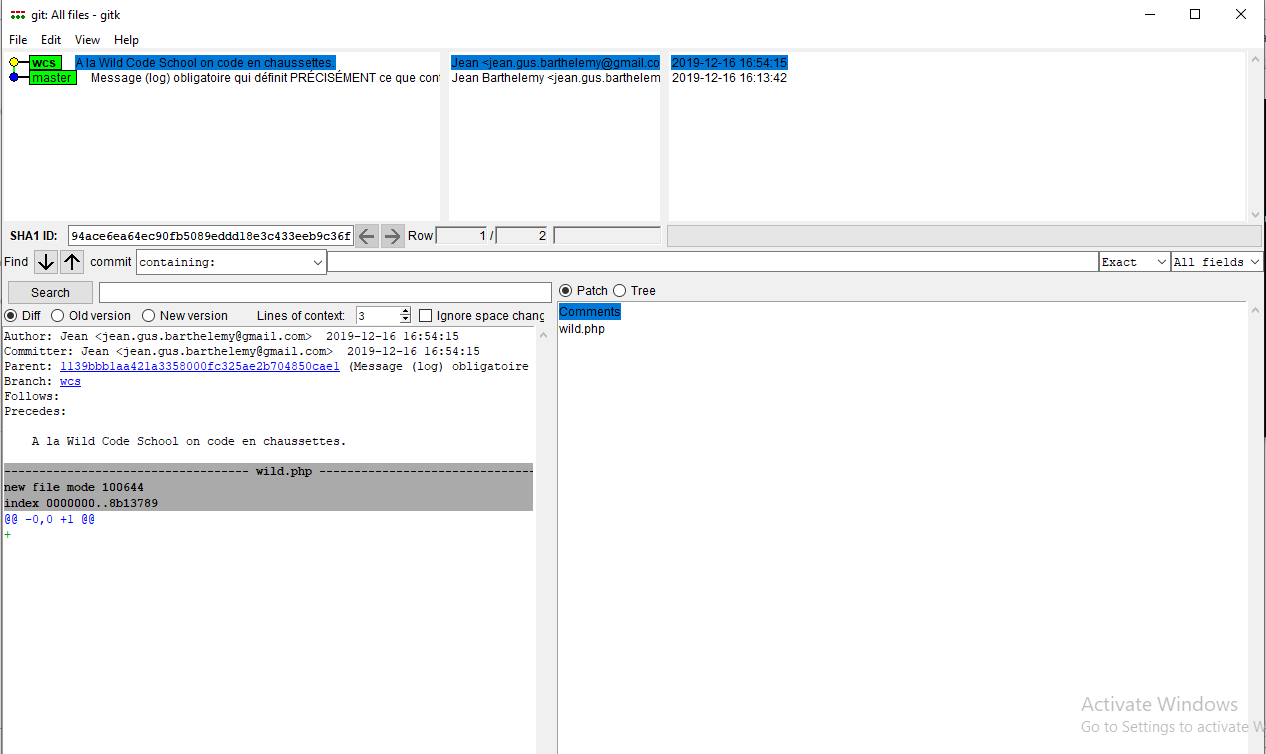 git: All files - gitk
File Edit View Help
wcs A la Wild Code School on code en chaussettes. Jean <jean.gus.barthelemy@gmail.co 2019-12-16 16:54:15
master Message (log) obligatoire qui définit PRÉCISÉMENT ce que con Jean Barthelemy <jean.gus.barthelem 2019-12-16 16:13:42
SHA1 ID: 94ace6ea64ec90fb5089eddd18e3c433eeb9c36f Row 1 / 2
Find commit containing: Exact All fields
Search
Patch Tree
Diff Old version New version Lines of context: 3 Ignore space chang
Comments
wild.php
Author: Jean <jean.gus.barthelemy@gmail.com> 2019-12-16 16:54:15
Committer: Jean <jean.gus.barthelemy@gmail.com> 2019-12-16 16:54:15
Parent: 1139bbb1aa421a3358000fc325ae2b704850cae1 (Message (log) obligatoire
Branch: wcs
Follows:
Precedes:
A la Wild Code School on code en chaussettes.
---------------------------------- wild.php ----------------------------------
new file mode 100644
index 0000000..8b13789
@@ -0,0 +1 @@
+
Activate Windows
Go to Settings to activate W